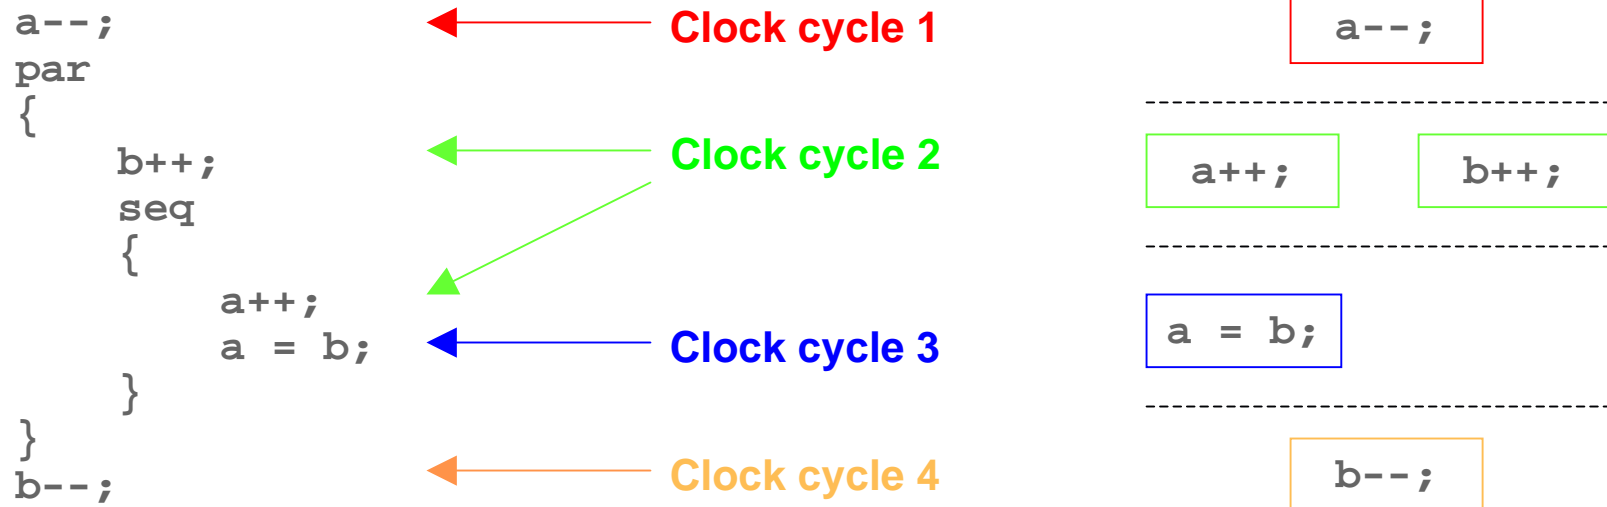 a--;
par
{
b++;
seq
{
a++;
a = b;
}
}
b--;
Clock cycle 1
Clock cycle 2
Clock cycle 3
Clock cycle 4
a--;
a++; b++;
a = b;
b--;